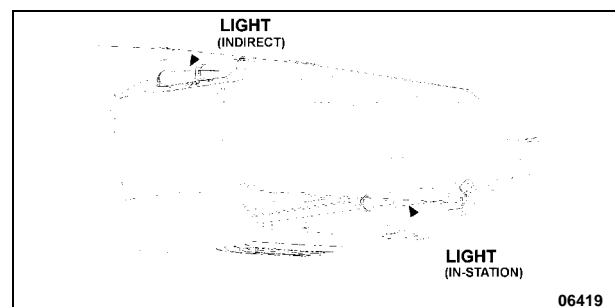 LIGHT
(INDIRECT)
LIGHT
(IN-STATION)
06419